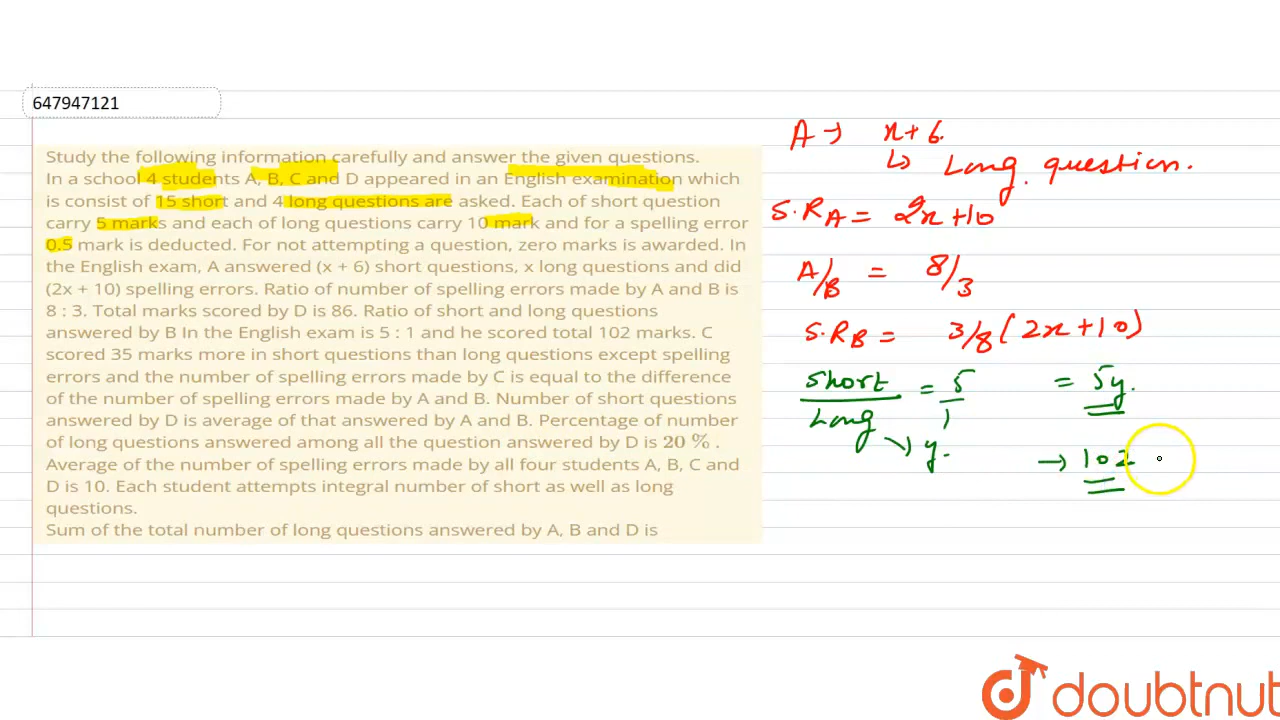 647947121
Study the following information carefully and answer the given questions.
In a school 4 students A, B, C and D appeared in an English examination which
is consist of 15 short and 4 long questions are asked. Each of short question
carry 5 marks and each of long questions carry 10 mark and for a spelling error
0.5 mark is deducted. For not attempting a question, zero marks is awarded. In
the English exam, A answered (x + 6) short questions, x long questions and did
(2x + 10) spelling errors. Ratio of number of spelling errors made by A and B is
8 : 3. Total marks scored by D is 86. Ratio of short and long questions
answered by B In the English exam is 5 : 1 and he scored total 102 marks. C
scored 35 marks more in short questions than long questions except spelling
errors and the number of spelling errors made by C is equal to the difference
of the number of spelling errors made by A and B. Number of short questions
answered by D is average of that answered by A and B. Percentage of number
of long questions answered among all the question answered by D is 20 % .
Average of the number of spelling errors made by all four students A, B, C and
D is 10. Each student attempts integral number of short as well as long
questions.
Sum of the total number of long questions answered by A, B and D is
A → x+6.
↳ Long question.
S.R_A = 2x+10
A/B = 8/3
S.R_B = 3/8 (2x+10)
Short/Long = 5/1 = 5y.
→ y.
→ 102
doubtnut